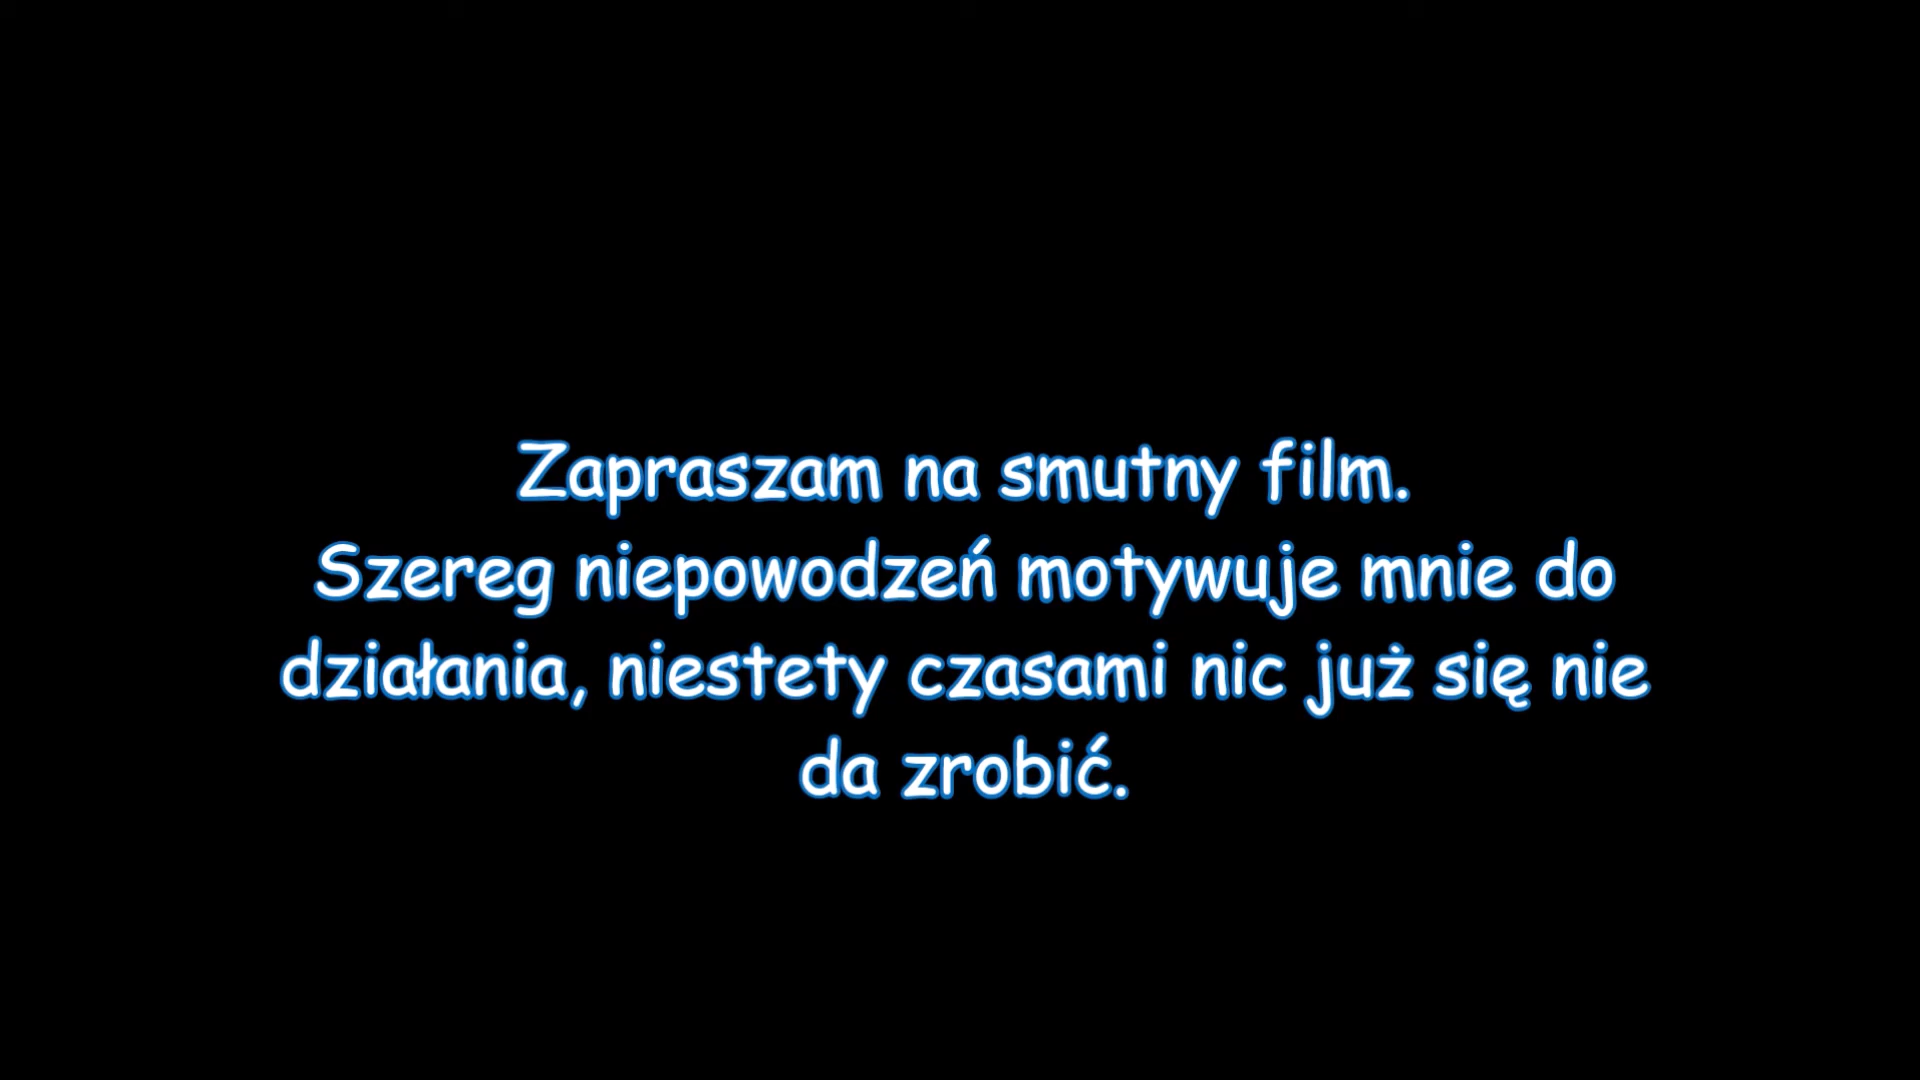 Zapraszam na smutny film.
Szereg niepowodzeń motywuje mnie do
działania, niestety czasami nic już się nie
da zrobić.